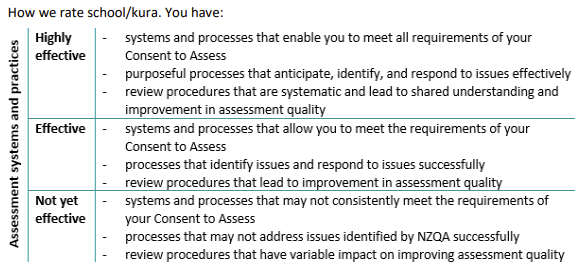 How we rate school/kura. You have:
Assessment systems and practices
Highly effective
- systems and processes that enable you to meet all requirements of your
Consent to Assess
- purposeful processes that anticipate, identify, and respond to issues effectively
- review procedures that are systematic and lead to shared understanding and
improvement in assessment quality
Effective
- systems and processes that allow you to meet the requirements of your
Consent to Assess
- processes that identify issues and respond to issues successfully
- review procedures that lead to improvement in assessment quality
Not yet effective
- systems and processes that may not consistently meet the requirements of
your Consent to Assess
- processes that may not address issues identified by NZQA successfully
- review procedures that have variable impact on improving assessment quality